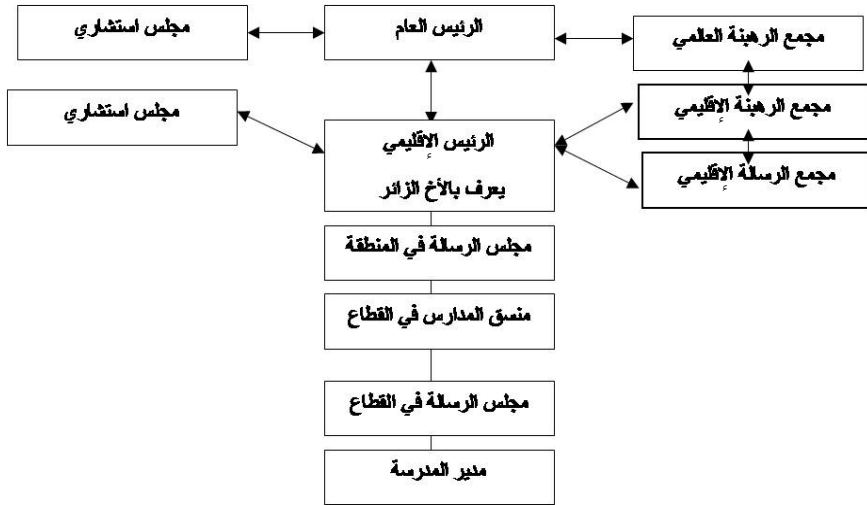 مجمع الرهبنة العالمي
الرئيس العام
مجلس استشاري
مجمع الرهبنة الإقليمي
مجلس استشاري
الرئيس الإقليمي
يعرف بالأخ الزائر
مجمع الرسالة الإقليمي
مجلس الرسالة في المنطقة
منسق المدارس في القطاع
مجلس الرسالة في القطاع
مدير المدرسة